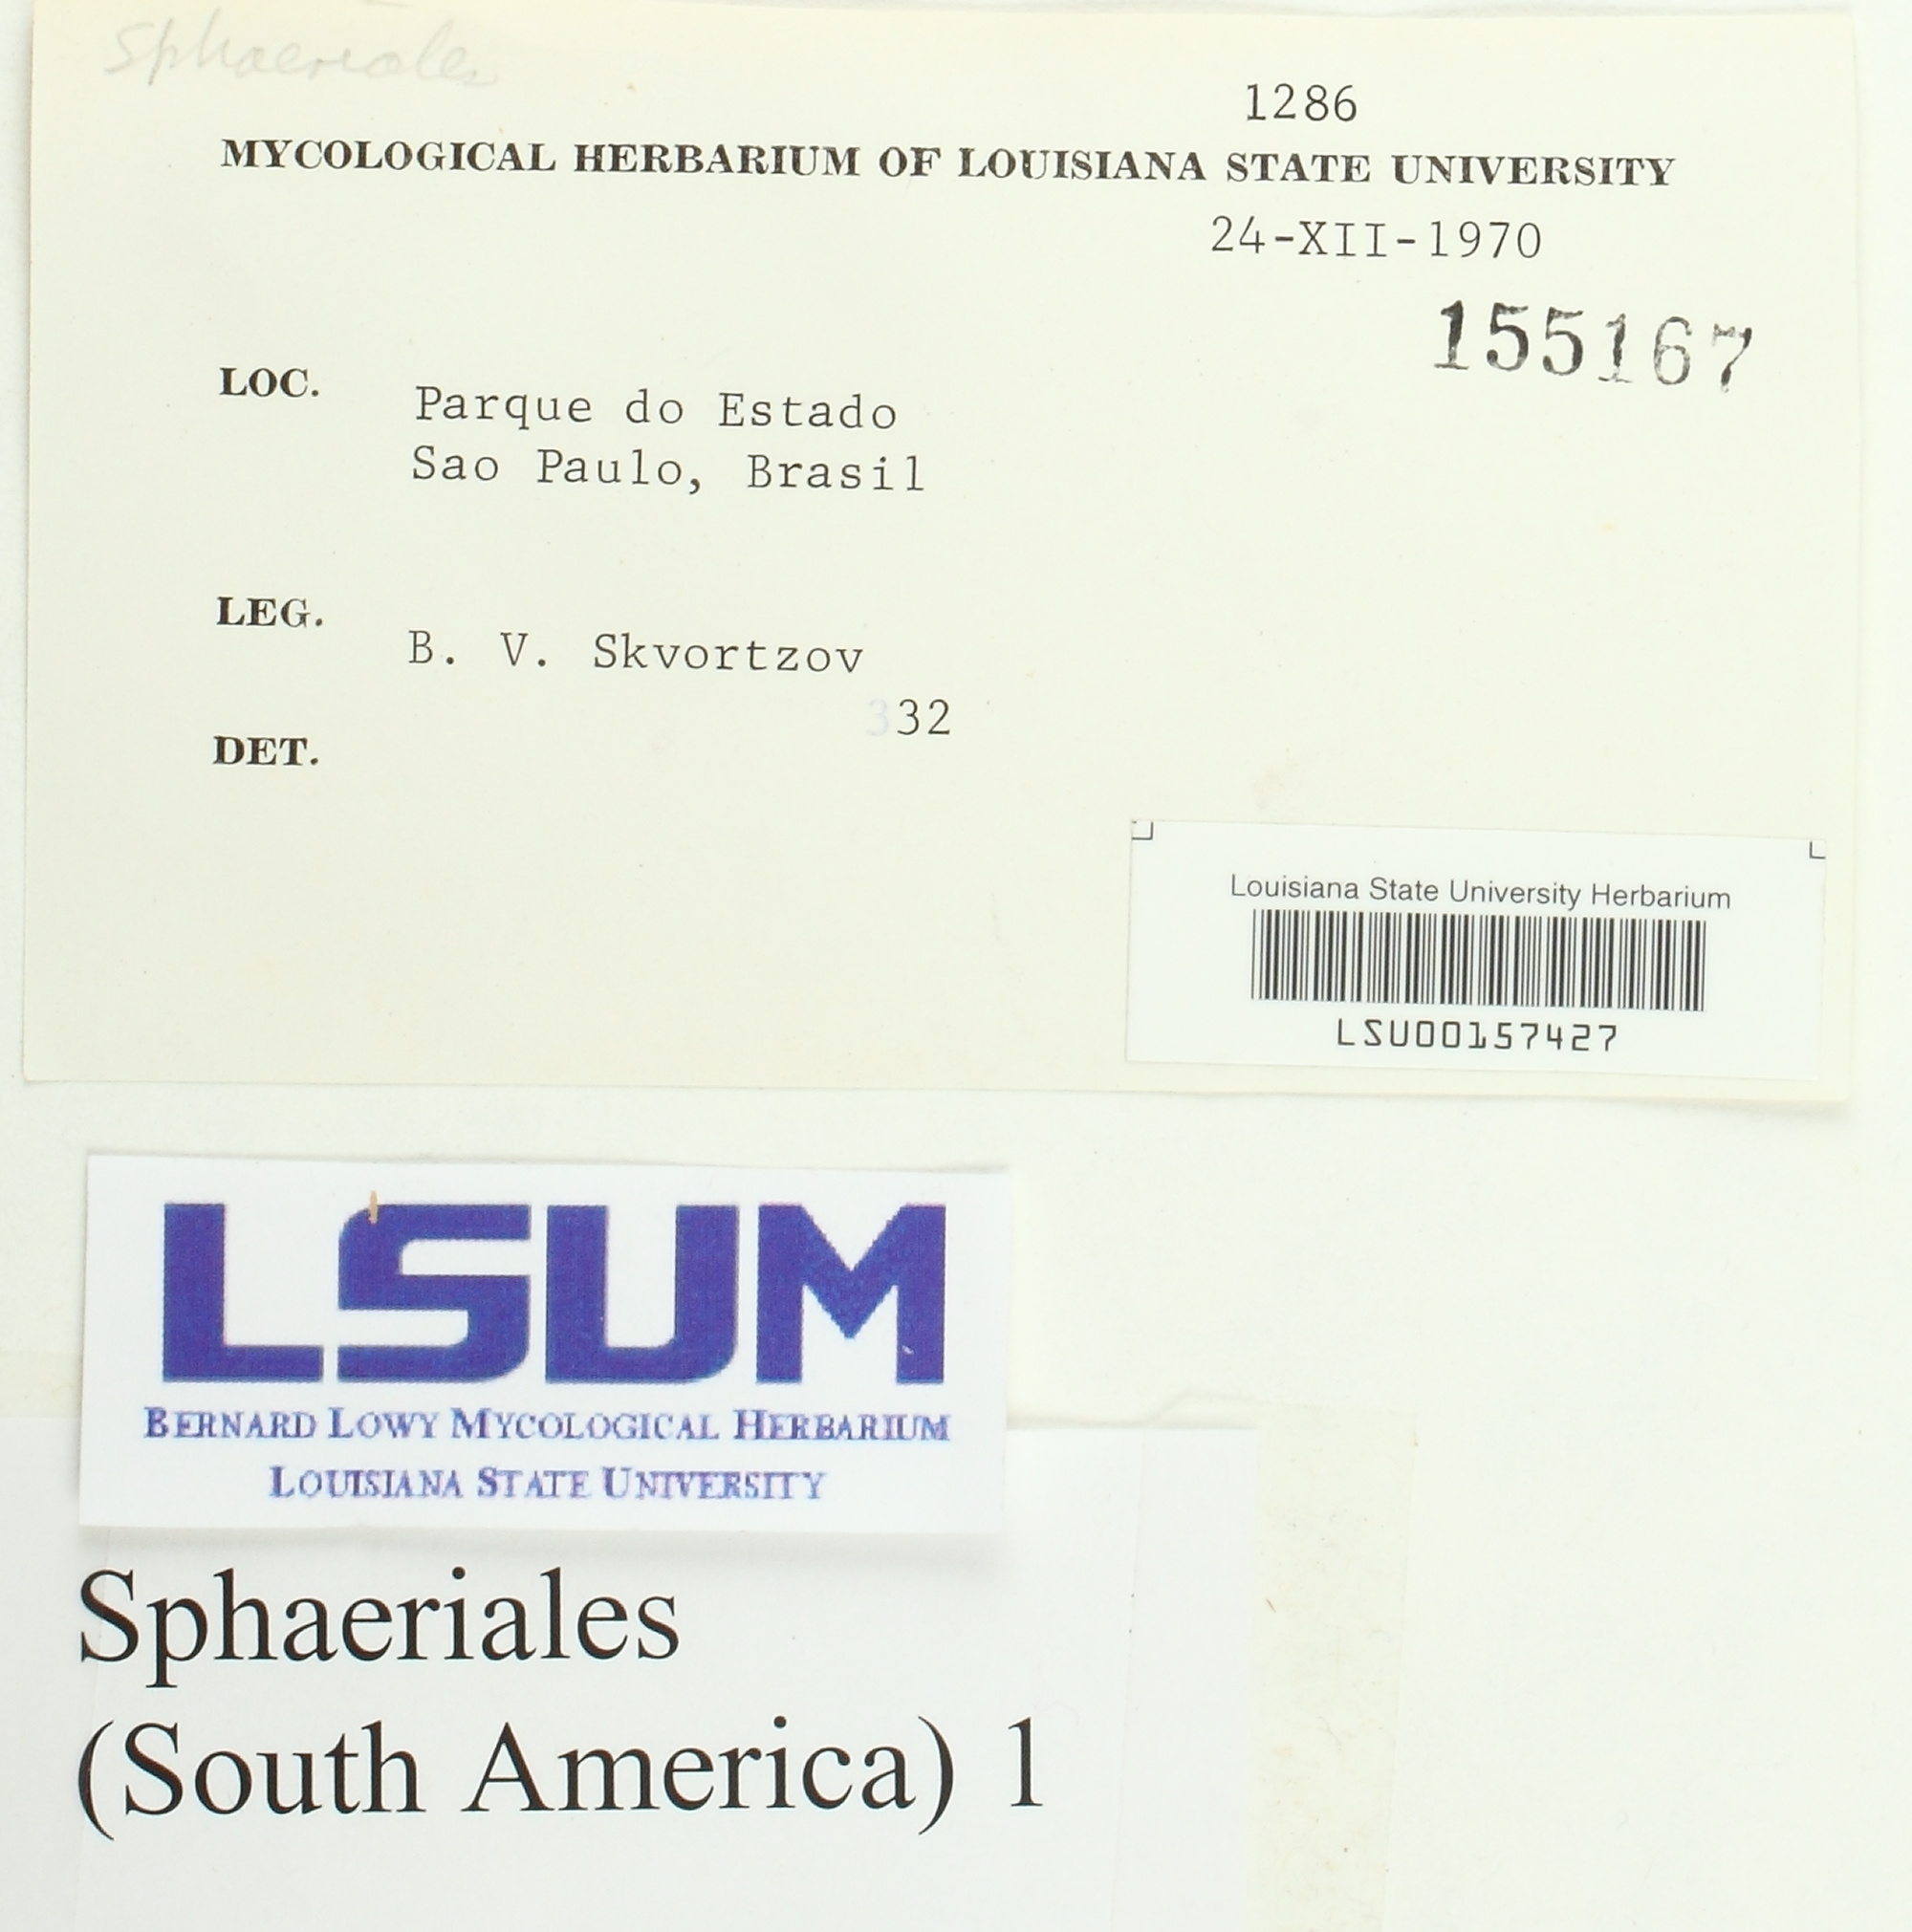 Sphaeriales
1286
MYCOLOGICAL HERBARIUM OF LOUISIANA STATE UNIVERSITY
24-XII-1970
155167
LOC. Parque do Estado
Sao Paulo, Brasil
LEG. B. V. Skvortzov
332
DET.
Louisiana State University Herbarium
LSU00157427
LSUM
BERNARD LOWY MYCOLOGICAL HERBARIUM
LOUISIANA STATE UNIVERSITY
Sphaeriales
(South America) 1